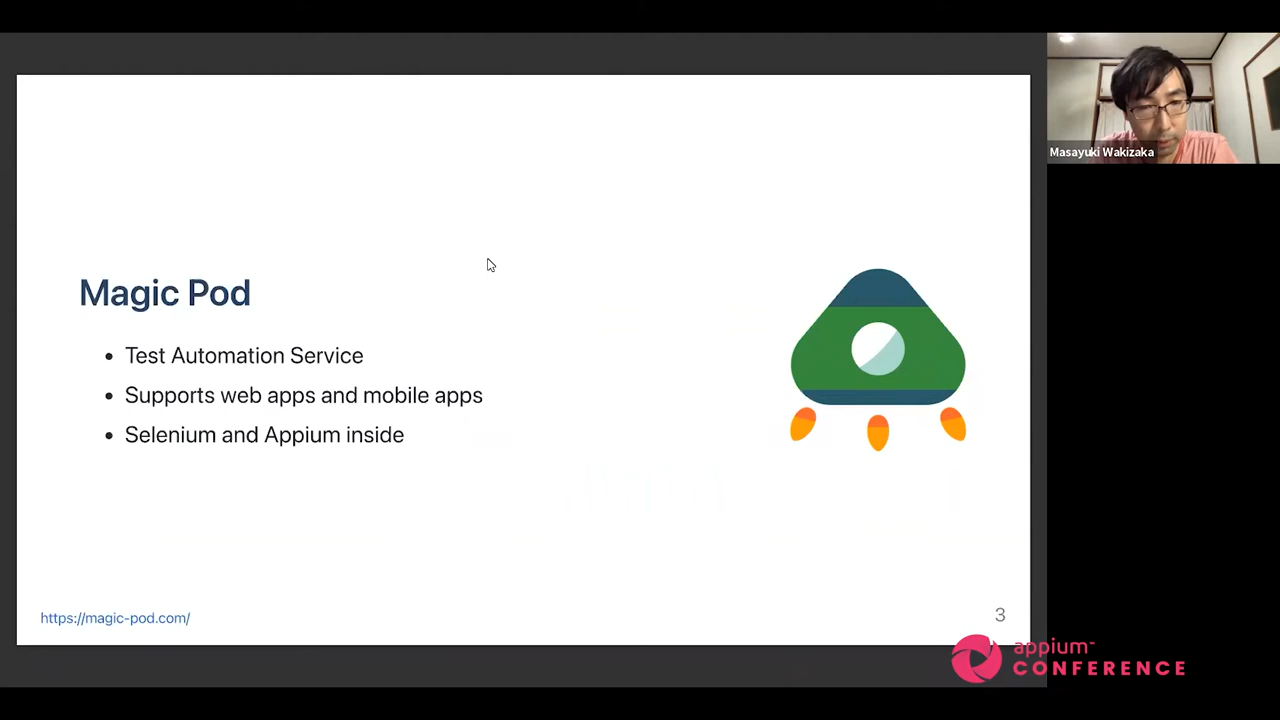 Magic Pod
• Test Automation Service
• Supports web apps and mobile apps
• Selenium and Appium inside
https://magic-pod.com/
3
Masayuki Wakizaka
appium™
CONFERENCE